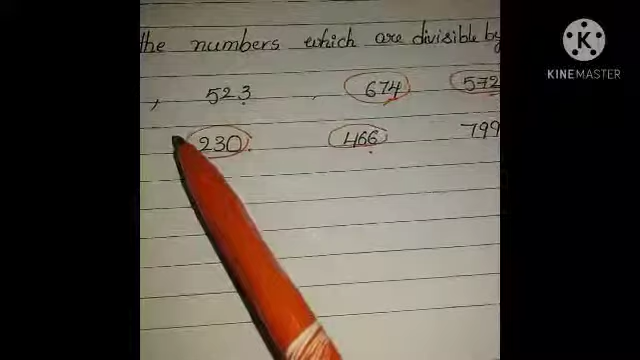 the numbers which are divisible by
, 523 , 674 572
230 466 799
KINEMASTER